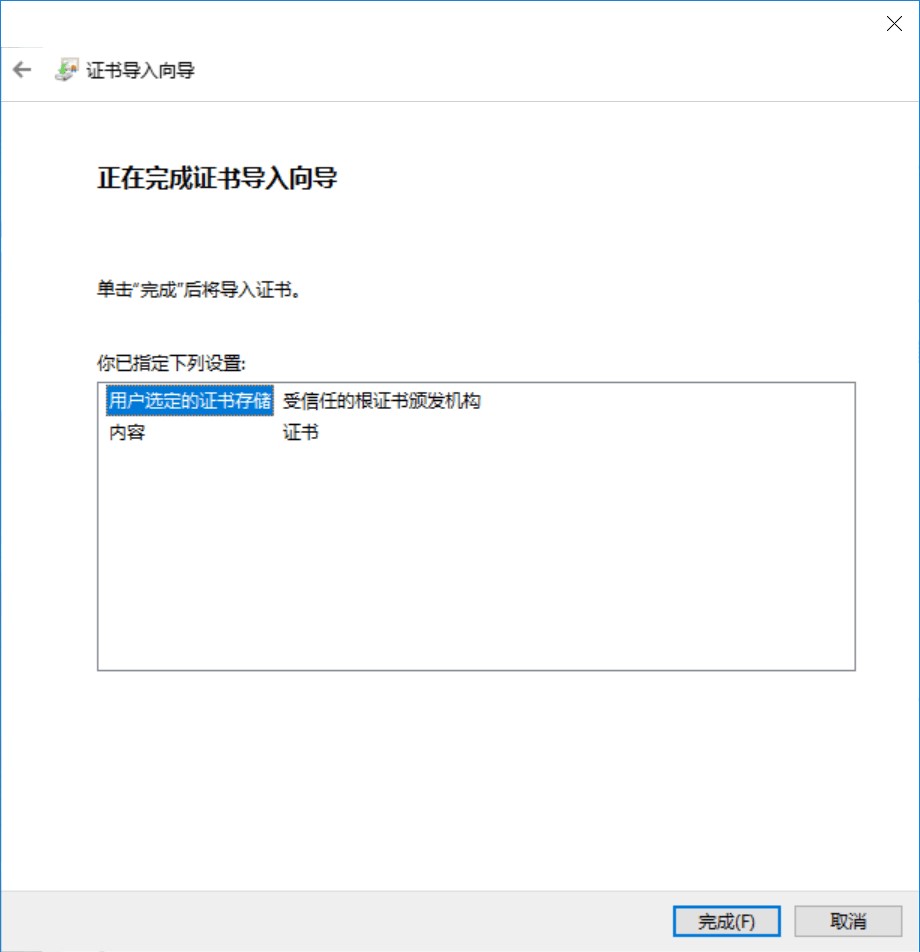 证书导入向导
正在完成证书导入向导
单击“完成”后将导入证书。
你已指定下列设置:
用户选定的证书存储 受信任的根证书颁发机构
内容 证书
完成(F) 取消